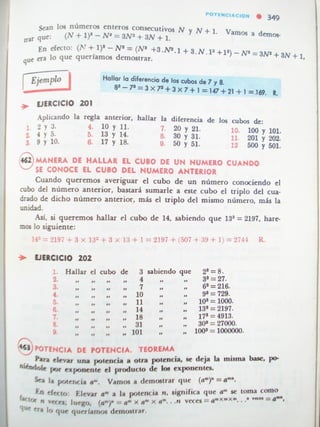 POTENCIACION • 349
Sean los números enteros consecutivos N y N + 1. Vamos a demos-
trar que: (N + 1)³ — N³ = 3N² + 3N + 1.
En efecto: (N + 1)³ — N³ = (N³ + 3.N².1 + 3.N.1² + 1³) — N³ = 3N² + 3N + 1,
que era lo que queríamos demostrar.
Ejemplo
Hallar la diferencia de los cubos de 7 y 8.
8³ — 7³ = 3 × 7² + 3 × 7 + 1 = 147 + 21 + 1 = 169. R.
EJERCICIO 201
Aplicando la regla anterior, hallar la diferencia de los cubos de:
1. 2 y 3. 4. 10 y 11. 7. 20 y 21. 10. 100 y 101.
2. 4 y 5. 5. 13 y 14. 8. 30 y 31. 11. 201 y 202.
3. 9 y 10. 6. 17 y 18. 9. 50 y 51. 12 500 y 501.
462 MANERA DE HALLAR EL CUBO DE UN NUMERO CUANDO
SE CONOCE EL CUBO DEL NUMERO ANTERIOR
Cuando queremos averiguar el cubo de un número conociendo el
cubo del número anterior, bastará sumarle a este cubo el triplo del cua-
drado de dicho número anterior, más el triplo del mismo número, más la
unidad.
Así, si queremos hallar el cubo de 14, sabiendo que 13³ = 2197, hare-
mos lo siguiente:
14³ = 2197 + 3 × 13² + 3 × 13 + 1 = 2197 + (507 + 39 + 1) = 2744 R.
EJERCICIO 202
1. Hallar el cubo de 3 sabiendo que 2³ = 8.
2. „ „ „ „ 4 „ „ 3³ = 27.
3. „ „ „ „ 7 „ „ 6³ = 216.
4. „ „ „ „ 10 „ „ 9³ = 729.
5. „ „ „ „ 11 „ „ 10³ = 1000.
6. „ „ „ „ 14 „ „ 13³ = 2197.
7. „ „ „ „ 18 „ „ 17³ = 4913.
8. „ „ „ „ 31 „ „ 30³ = 27000.
9. „ „ „ „ 101 „ „ 100³ = 1000000.
463 POTENCIA DE POTENCIA. TEOREMA
Para elevar una potencia a otra potencia, se deja la misma base, po-
niéndole por exponente el producto de los exponentes.
Sea la potencia aᵐ. Vamos a demostrar que (aᵐ)ⁿ = aᵐⁿ.
En efecto: Elevar aᵐ a la potencia n, significa que aᵐ se toma como
factor n veces; luego, (aᵐ)ⁿ = aᵐ × aᵐ × aᵐ...n veces = aᵐ⁺ᵐ⁺ᵐ...ⁿ ᵛᵉᶜᵉˢ = aᵐⁿ,
que era lo que queríamos demostrar.